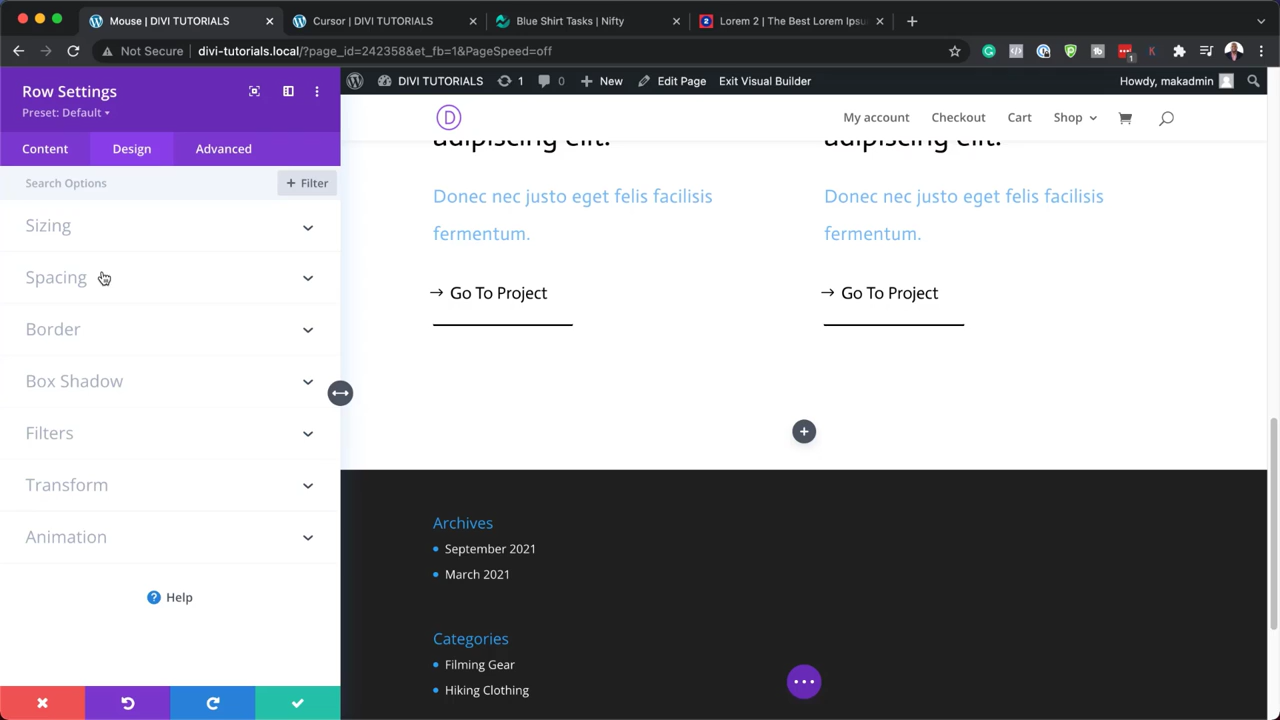 Mouse | DIVI TUTORIALS
Cursor | DIVI TUTORIALS
Blue Shirt Tasks | Nifty
Lorem 2 | The Best Lorem Ipsu
Not Secure
divi-tutorials.local/?page_id=242358&et_fb=1&PageSpeed=off
Row Settings
Preset: Default
Content
Design
Advanced
Search Options
+ Filter
Sizing
Spacing
Border
Box Shadow
Filters
Transform
Animation
Help
DIVI TUTORIALS
1
0
New
Edit Page
Exit Visual Builder
Howdy, makadmin
D
My account
Checkout
Cart
Shop
adipiscing elit.
adipiscing elit.
Donec nec justo eget felis facilisis
fermentum.
Donec nec justo eget felis facilisis
fermentum.
→ Go To Project
→ Go To Project
Archives
September 2021
March 2021
Categories
Filming Gear
Hiking Clothing